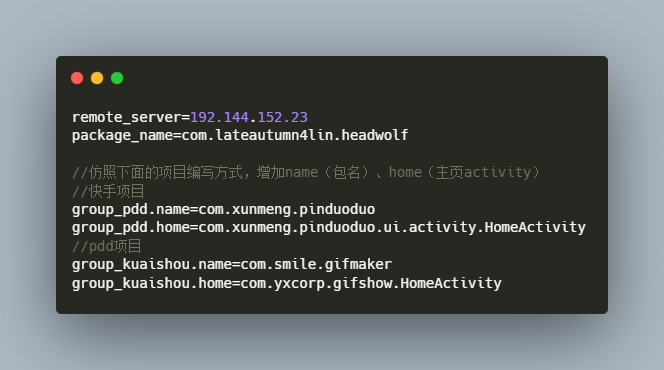 remote_server=192.144.152.23
package_name=com.lateautumn4lin.headwolf
//仿照下面的项目编写方式，增加name（包名）、home（主页activity）
//快手项目
group_pdd.name=com.xunmeng.pinduoduo
group_pdd.home=com.xunmeng.pinduoduo.ui.activity.HomeActivity
//pdd项目
group_kuaishou.name=com.smile.gifmaker
group_kuaishou.home=com.yxcorp.gifshow.HomeActivity